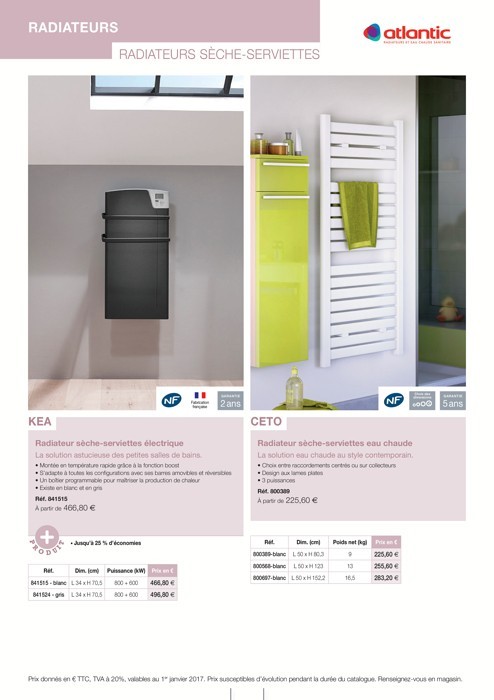 RADIATEURS
atlantic
RADIATEURS SÈCHE-SERVIETTES
NF
Fabrication
française
GARANTIE
2 ans
NF
GARANTIE
5 ans
KEA
Radiateur sèche-serviettes électrique
La solution astucieuse des petites salles de bains.
• Montée en température rapide grâce à la fonction boost
• S'adapte à toutes les configurations avec ses barres amovibles et réversibles
• Un boîtier programmable pour maîtriser la production de chaleur
• Existe en blanc et en gris
Réf. 841515
À partir de 466,80 €
PRODUIT
• Jusqu'à 25 % d'économies
Réf. Dim. (cm) Puissance (kW) Prix en €
841515 - blanc L 34 x H 70,5 800 + 600 466,80 €
841524 - gris L 34 x H 70,5 800 + 600 496,80 €
CETO
Radiateur sèche-serviettes eau chaude
La solution eau chaude au style contemporain.
• Choix entre raccordements centrés ou sur collecteurs
• Design aux lames plates
• 3 puissances
Réf. 800389
À partir de 225,60 €
Réf. Dim. (cm) Poids net (kg) Prix en €
800389-blanc L 50 x H 80,3 9 225,60 €
800568-blanc L 50 x H 123 13 255,60 €
800697-blanc L 50 x H 152,2 16,5 283,20 €
Prix donnés en € TTC, TVA à 20%, valables au 1er janvier 2017. Prix susceptibles d'évolution pendant la durée du catalogue. Renseignez-vous en magasin.